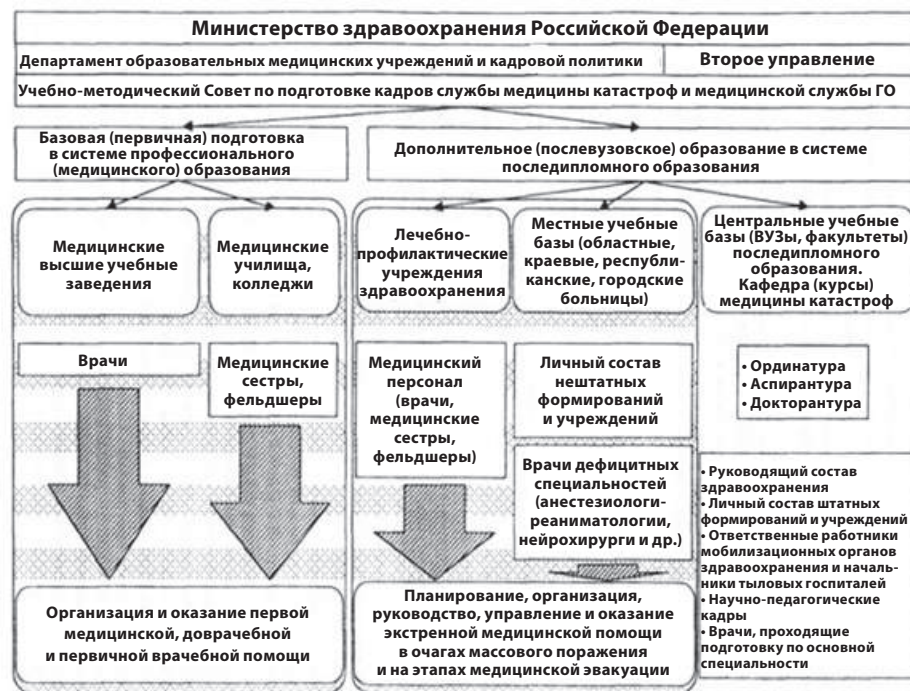 Министерство здравоохранения Российской Федерации
Департамент образовательных медицинских учреждений и кадровой политики
Второе управление
Учебно-методический Совет по подготовке кадров службы медицины катастроф и медицинской службы ГО
Базовая (первичная) подготовка
в системе профессионального
(медицинского) образования
Дополнительное (послевузовское) образование в системе
последипломного образования
Медицинские
высшие учебные
заведения
Медицинские
училища,
колледжи
Лечебно-
профилактические
учреждения
здравоохранения
Местные учебные
базы (областные,
краевые, республи-
канские, городские
больницы)
Центральные учебные
базы (ВУЗы, факультеты)
последипломного
образования.
Кафедра (курсы)
медицины катастроф
Врачи
Медицинские
сестры,
фельдшеры
Медицинский
персонал
(врачи,
медицинские
сестры,
фельдшеры)
Личный состав
нештатных
формирований
и учреждений
• Ординатура
• Аспирантура
• Докторантура
Врачи дефицитных
специальностей
(анестезиологи-
реаниматологии,
нейрохирурги и др.)
• Руководящий состав
здравоохранения
• Личный состав штатных
формирований и учреждений
• Ответственные работники
мобилизационных органов
здравоохранения и началь-
ники тыловых госпиталей
• Научно-педагогические
кадры
• Врачи, проходящие
подготовку по основной
специальности
Организация и оказание первой
медицинской, доврачебной
и первичной врачебной помощи
Планирование, организация,
руководство, управление и оказание
экстренной медицинской помощи
в очагах массового поражения
и на этапах медицинской эвакуации